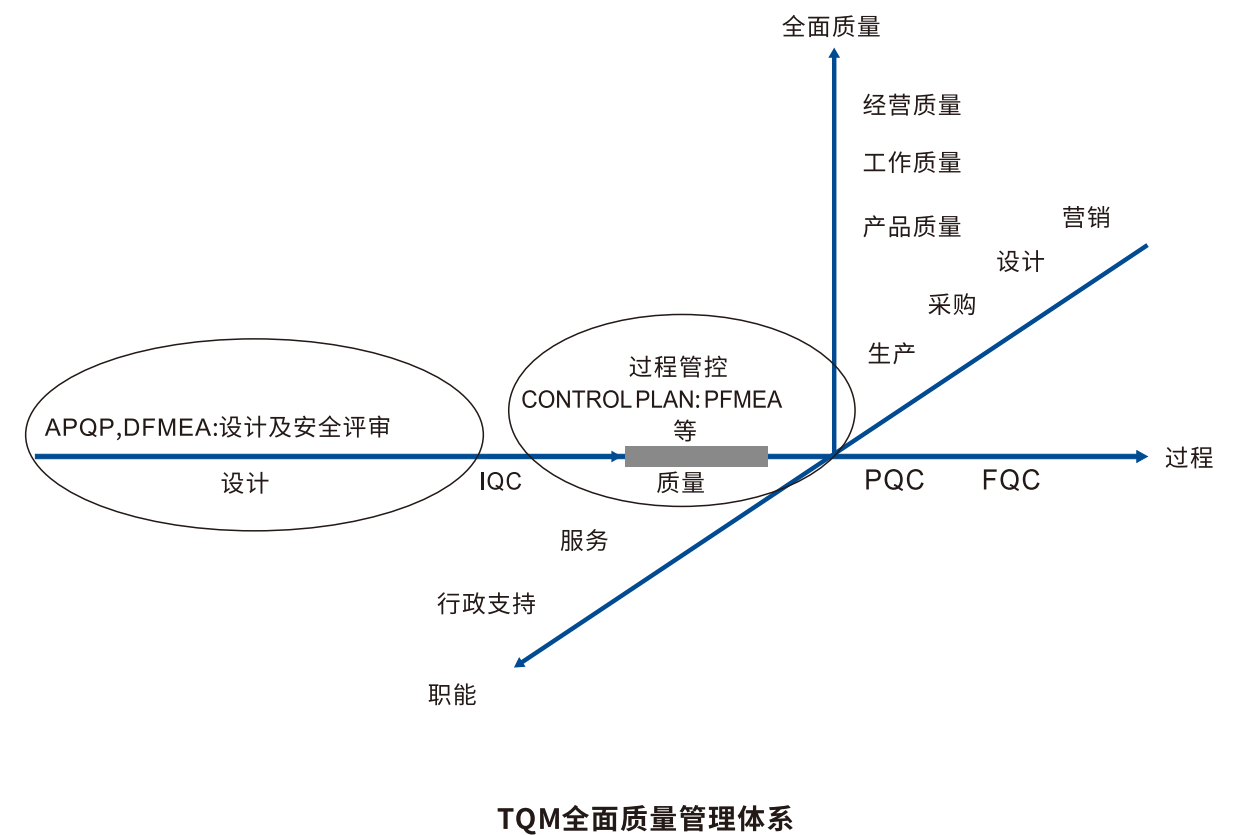 全面质量
经营质量
工作质量
产品质量
营销
设计
采购
生产
过程管控
CONTROL PLAN: PFMEA
等
APQP,DFMEA:设计及安全评审
过程
设计
IQC
质量
PQC
FQC
服务
行政支持
职能
TQM全面质量管理体系